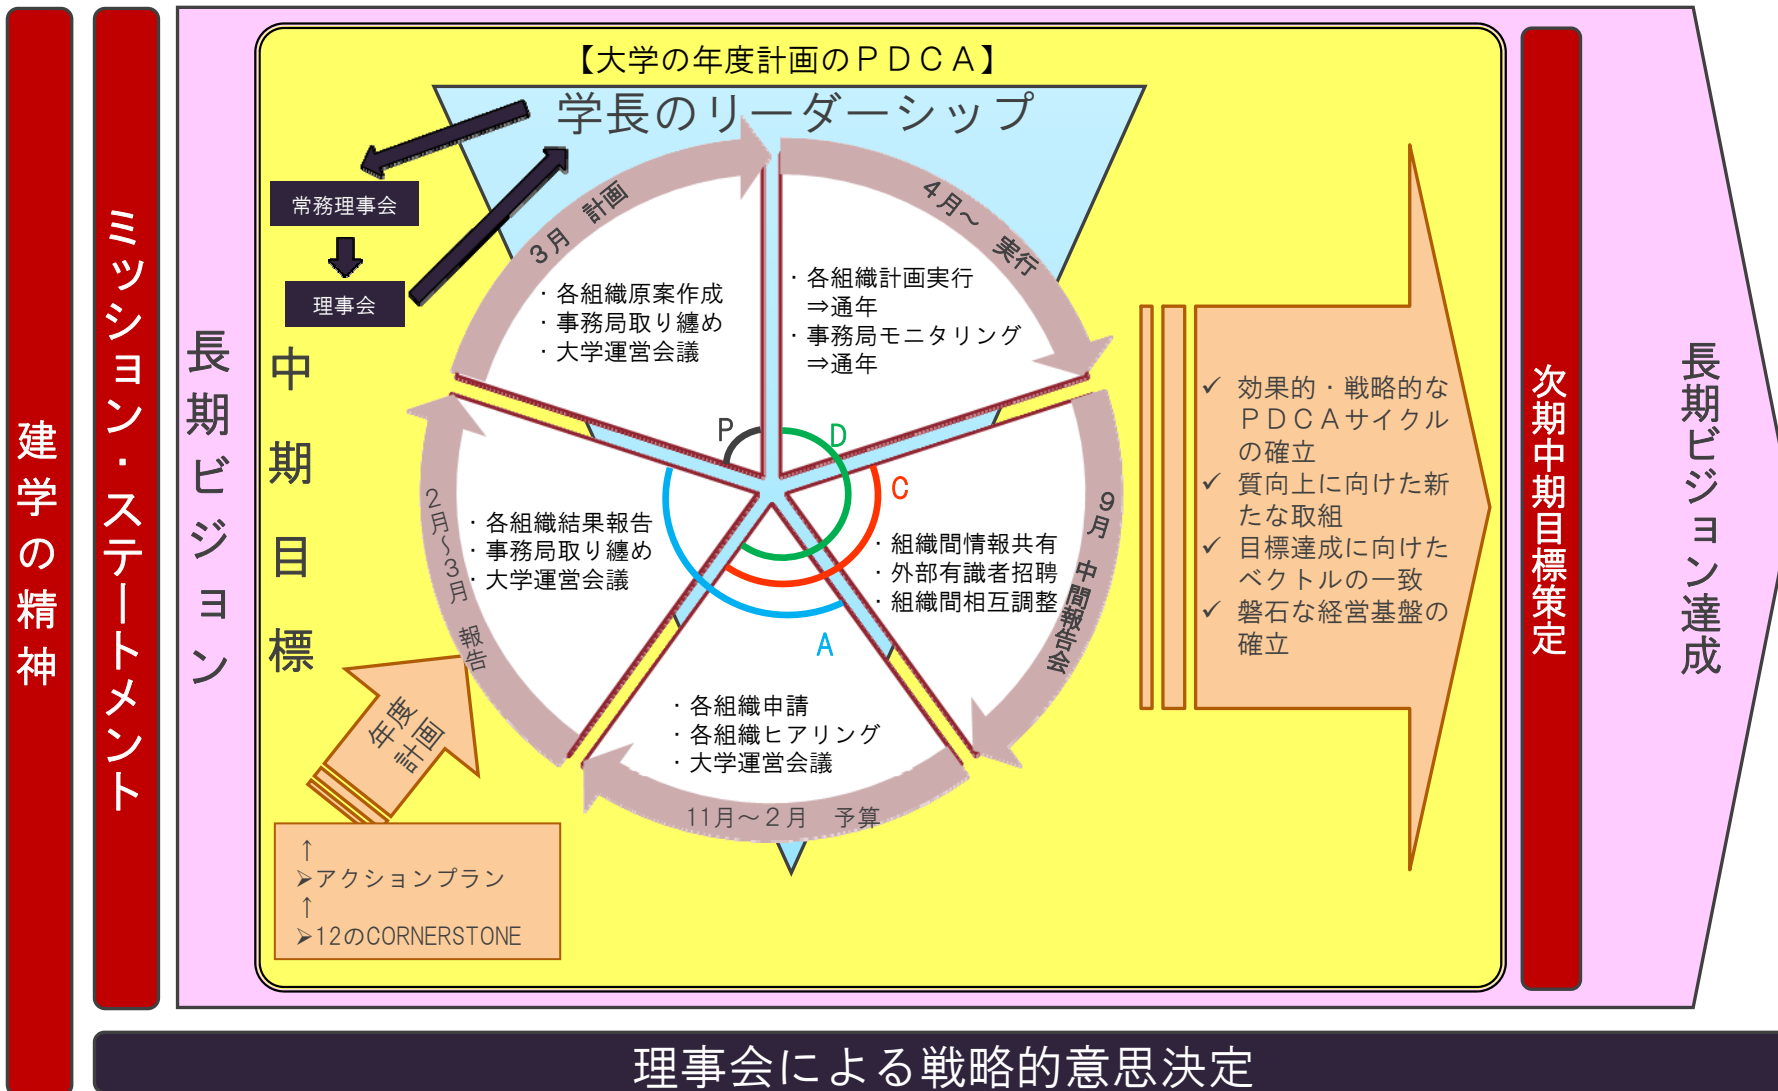 建学の精神
ミッション・ステートメント
長期ビジョン
中期目標
【大学の年度計画のＰＤＣＡ】
学長のリーダーシップ
常務理事会
理事会
３月　計画
・各組織原案作成
・事務局取り纏め
・大学運営会議
４月～　実行
・各組織計画実行
⇒通年
・事務局モニタリング
⇒通年
９月　中間報告会
・組織間情報共有
・外部有識者招聘
・組織間相互調整
11月～２月　予算
・各組織申請
・各組織ヒアリング
・大学運営会議
２月～３月　報告
・各組織結果報告
・事務局取り纏め
・大学運営会議
P
D
C
A
年度
計画
↑
➢アクションプラン
↑
➢12のCORNERSTONE
✓ 効果的・戦略的な
ＰＤＣＡサイクル
の確立
✓ 質向上に向けた新
たな取組
✓ 目標達成に向けた
ベクトルの一致
✓ 磐石な経営基盤の
確立
次期中期目標策定
長期ビジョン達成
理事会による戦略的意思決定